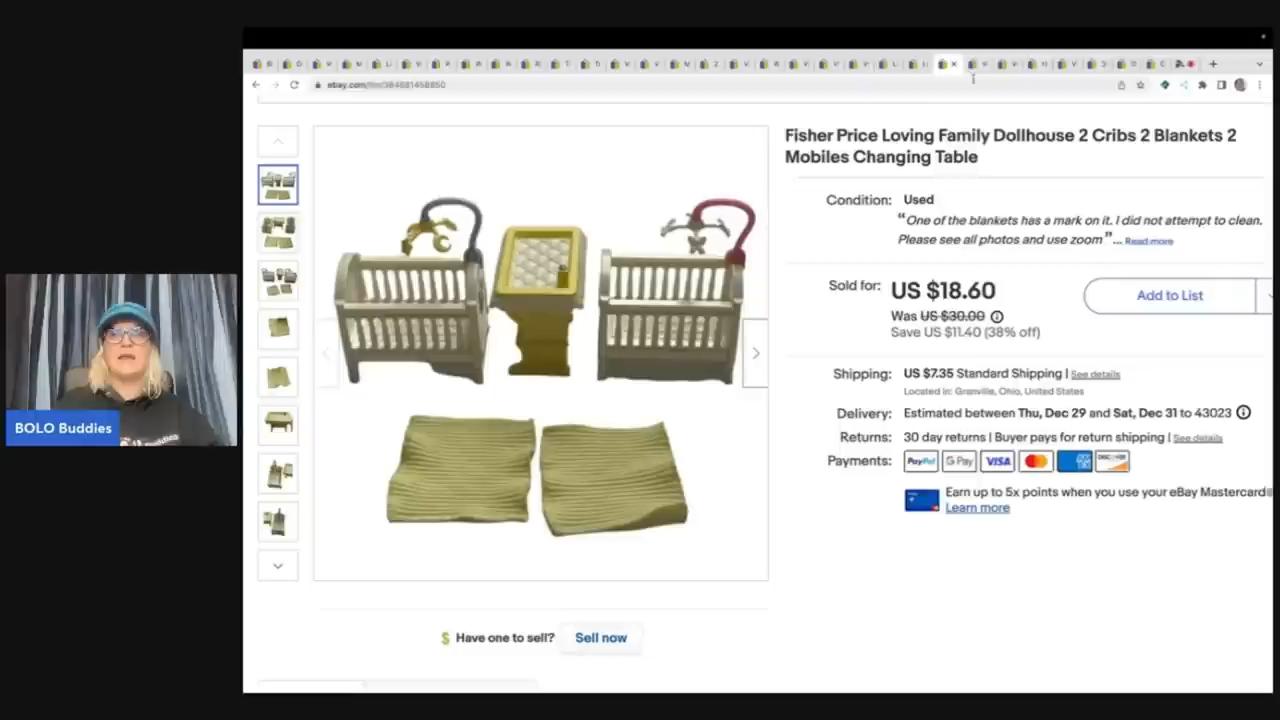 ebay.com/itm/384681458850
Fisher Price Loving Family Dollhouse 2 Cribs 2 Blankets 2
Mobiles Changing Table
Condition: Used
“One of the blankets has a mark on it. I did not attempt to clean.
Please see all photos and use zoom”... Read more
Sold for: US $18.60
Add to List
Was US $30.00
Save US $11.40 (38% off)
Shipping: US $7.35 Standard Shipping | See details
Located in: Granville, Ohio, United States
Delivery: Estimated between Thu, Dec 29 and Sat, Dec 31 to 43023
Returns: 30 day returns | Buyer pays for return shipping | See details
Payments: PayPal G Pay VISA DISCOVER
Earn up to 5x points when you use your eBay Mastercard®
Learn more
$ Have one to sell? Sell now
BOLO Buddies